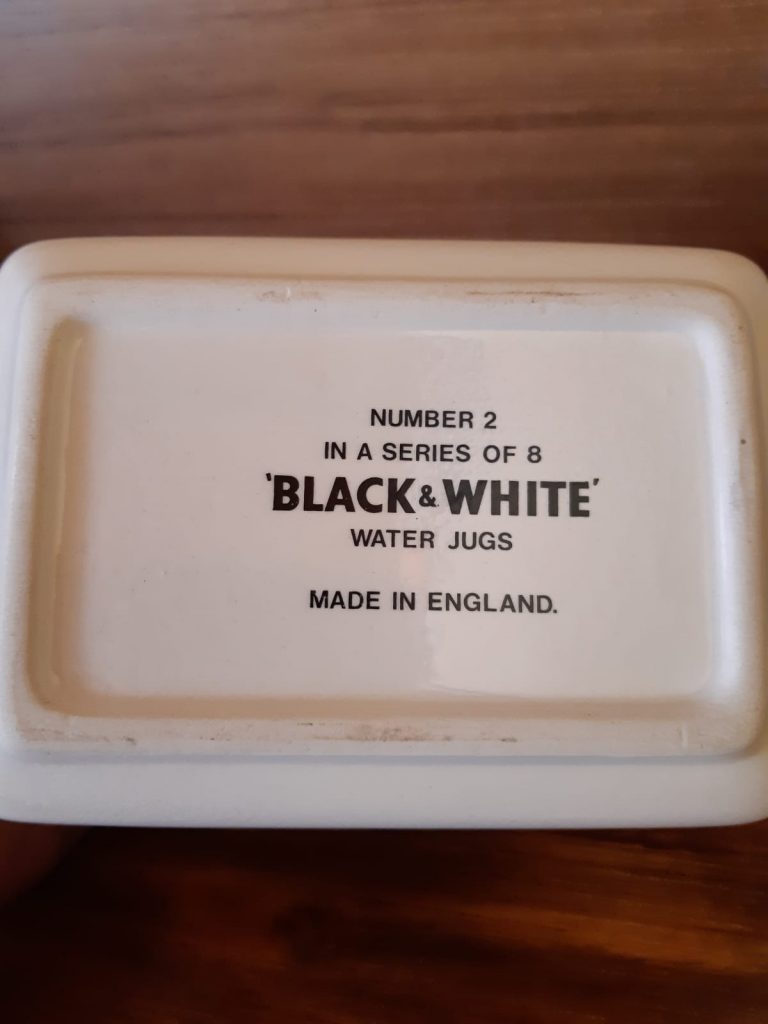 NUMBER 2
IN A SERIES OF 8
'BLACK & WHITE'
WATER JUGS
MADE IN ENGLAND.